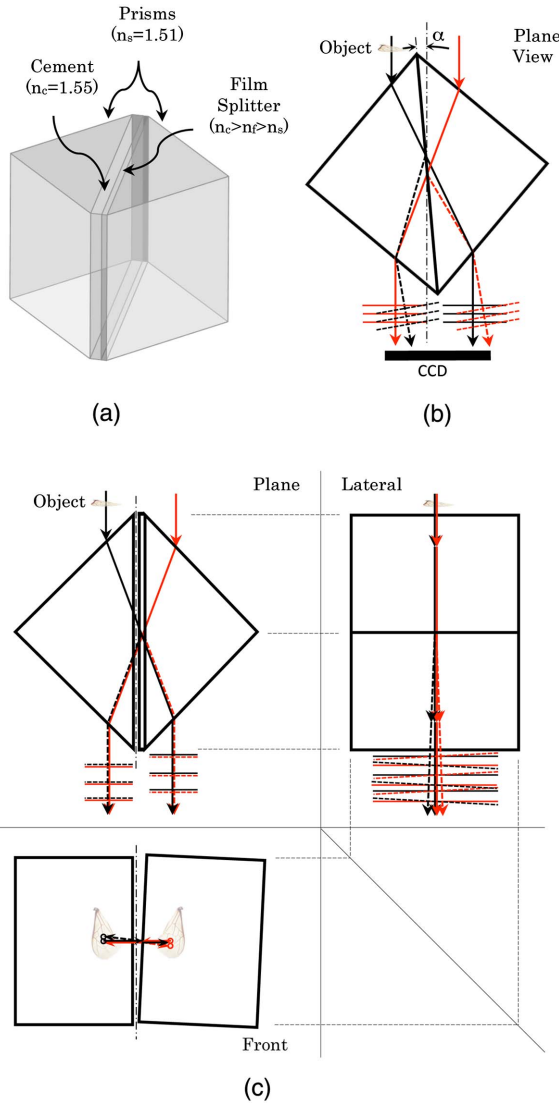 Prisms
(ns=1.51)
Cement
(nc=1.55)
Film
Splitter
(nc>nf>ns)
(a)
Object
α
Plane
View
CCD
(b)
Object
Plane
Lateral
Front
(c)